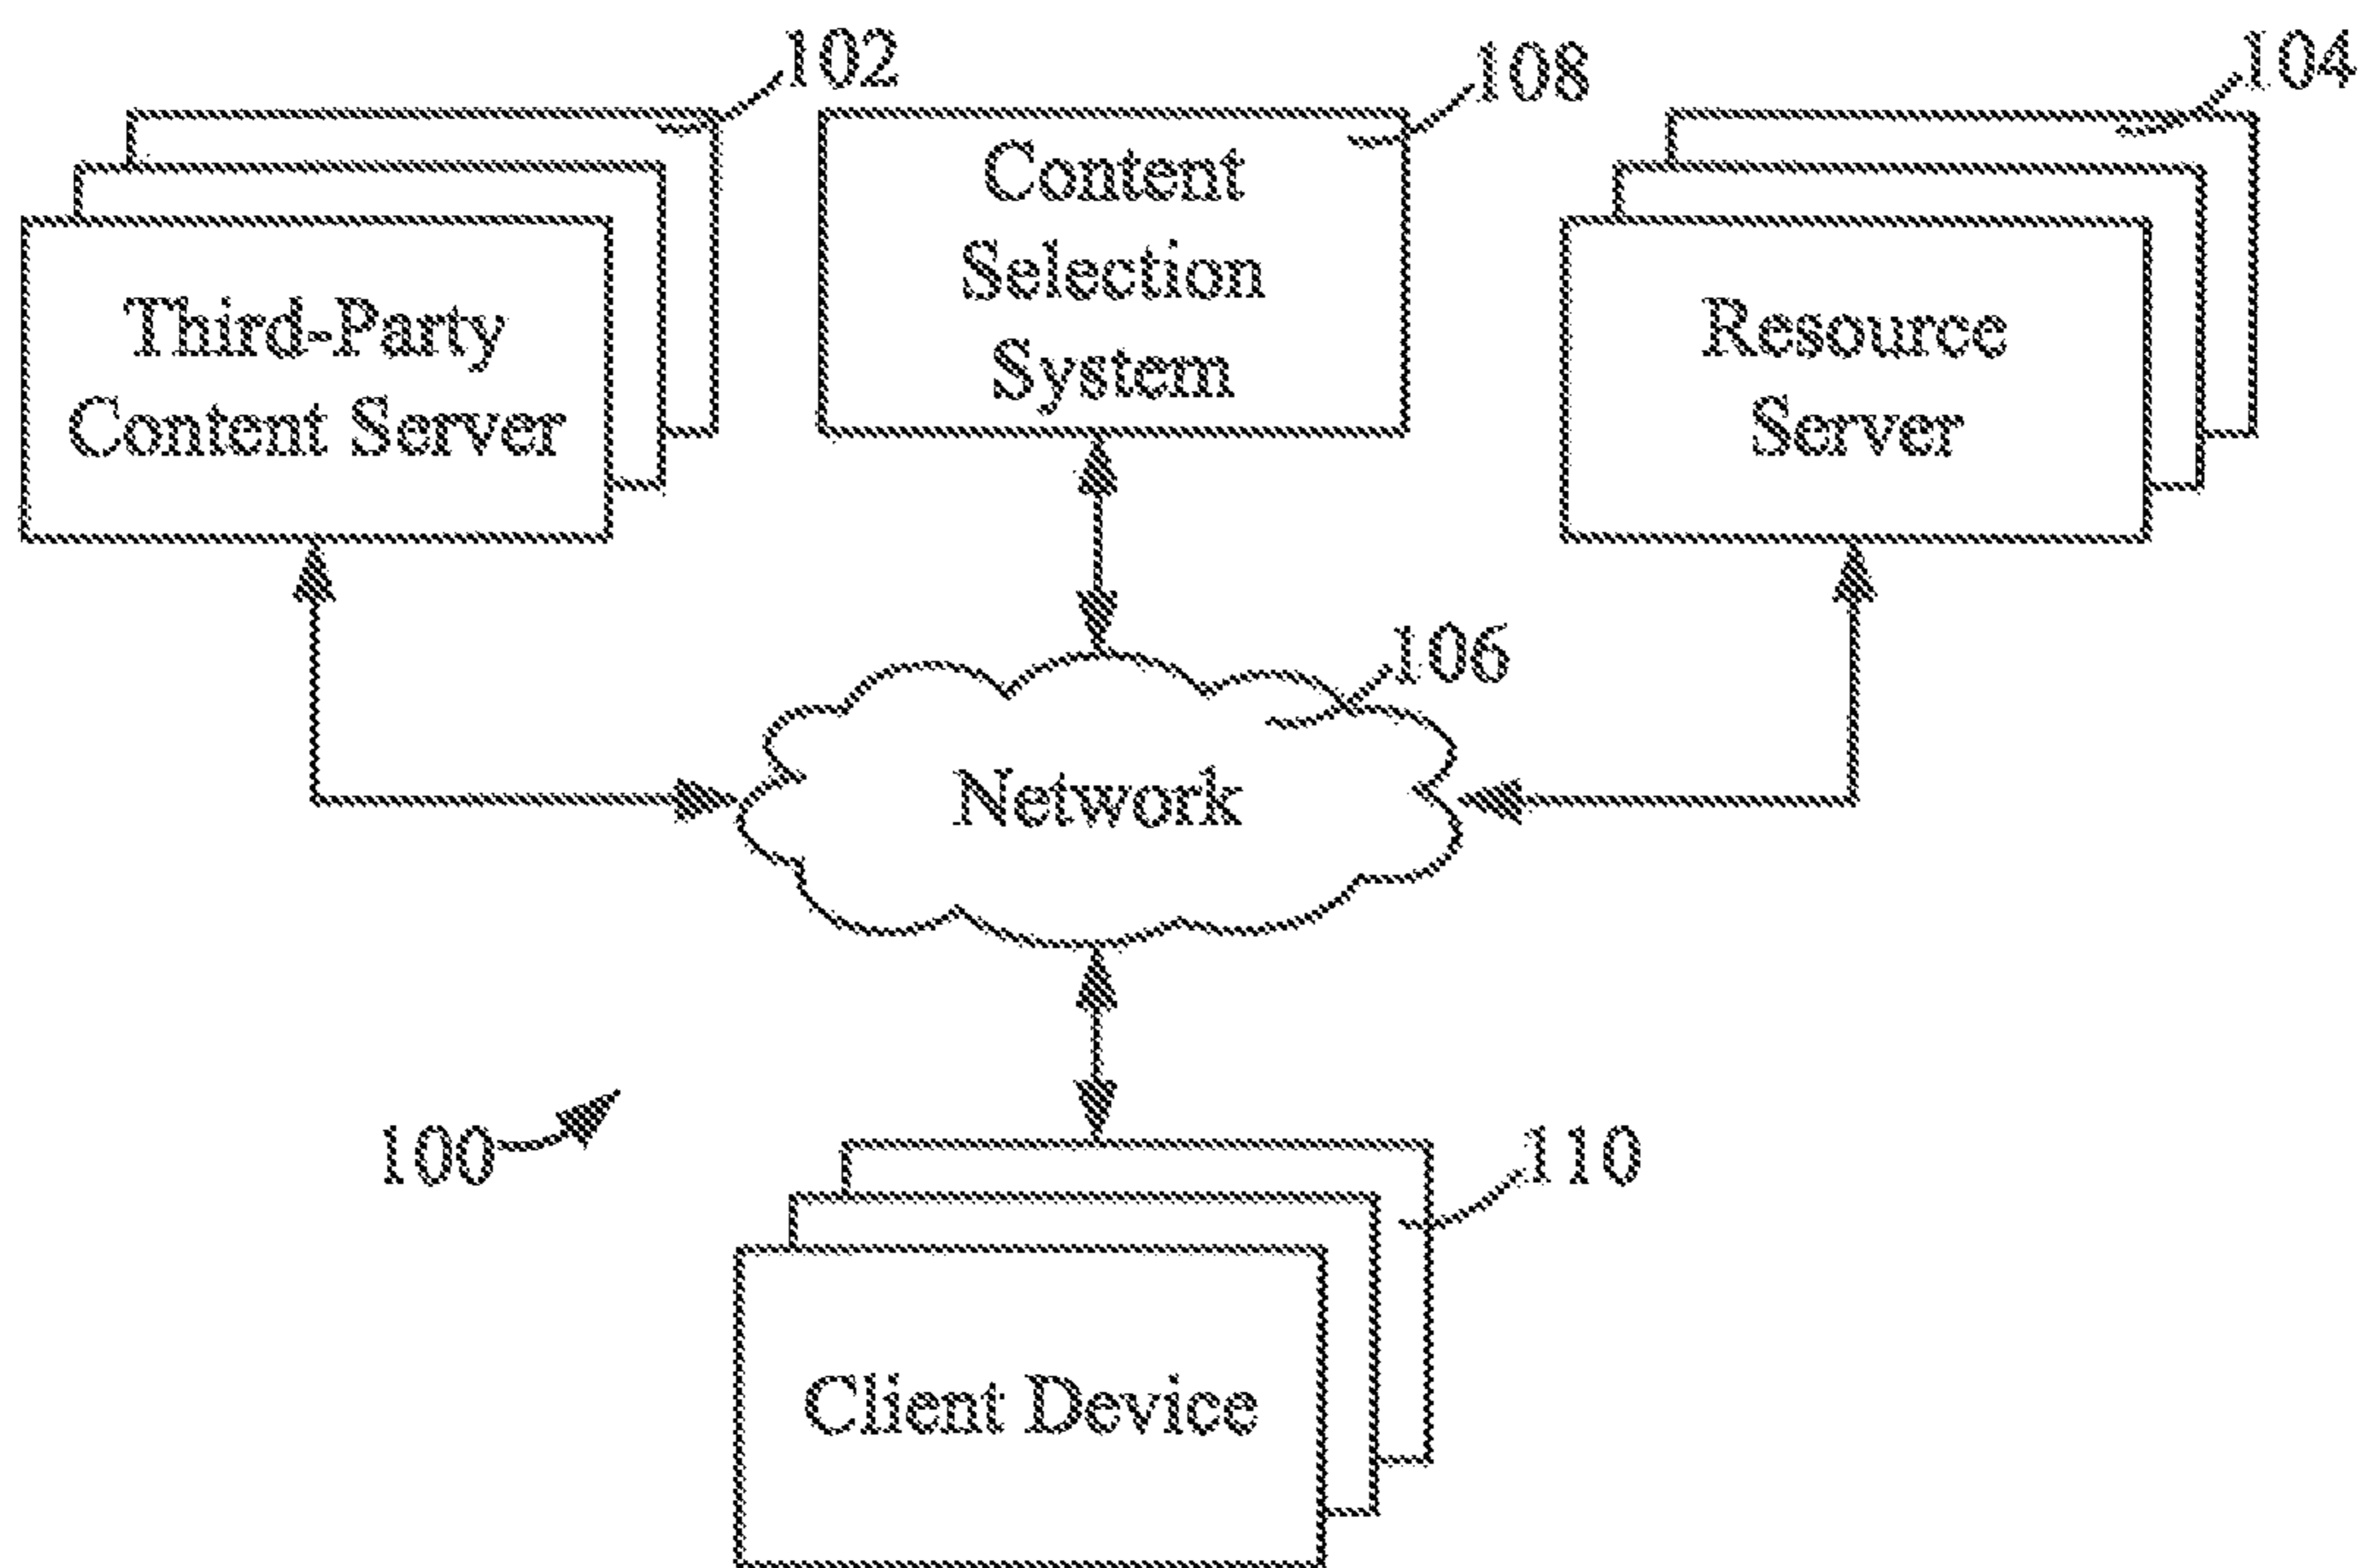 102
108
104
Third-Party
Content Server
Content
Selection
System
Resource
Server
106
Network
100
110
Client Device